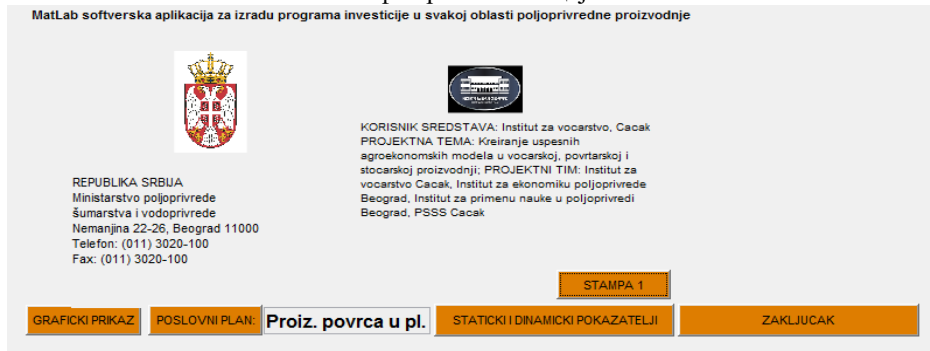 MatLab softverska aplikacija za izradu programa investicije u svakoj oblasti poljoprivredne proizvodnje
KORISNIK SREDSTAVA: Institut za vocarstvo, Cacak
PROJEKTNA TEMA: Kreiranje uspesnih
agroekonomskih modela u vocarskoj, povrtarskoj i
stocarskoj proizvodnji; PROJEKTNI TIM: Institut za
vocarstvo Cacak, Institut za ekonomiku poljoprivrede
Beograd, Institut za primenu nauke u poljoprivredi
Beograd, PSSS Cacak
REPUBLIKA SRBIJA
Ministarstvo poljoprivrede
šumarstva i vodoprivrede
Nemanjina 22-26, Beograd 11000
Telefon: (011) 3020-100
Fax: (011) 3020-100
STAMPA 1
GRAFICKI PRIKAZ POSLOVNI PLAN: Proiz. povrca u pl. STATICKI I DINAMICKI POKAZATELJI ZAKLJUCAK